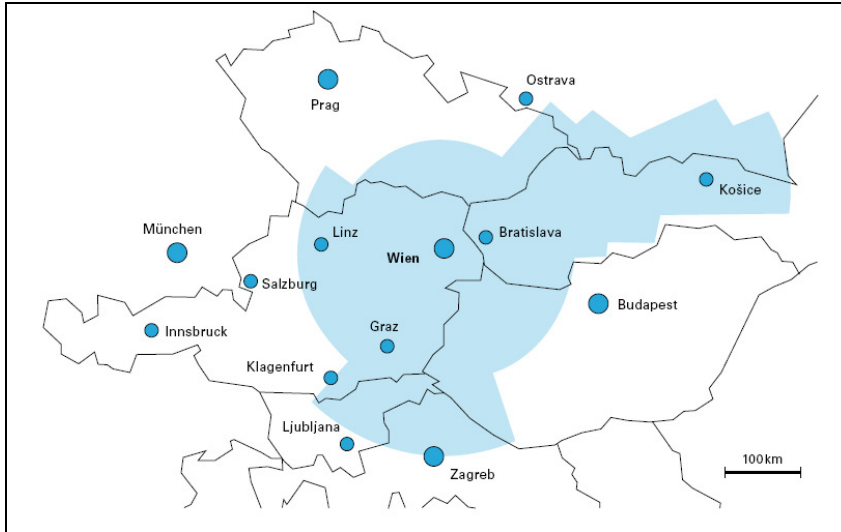 Ostrava
Prag
Košice
München
Linz
Bratislava
Wien
Salzburg
Budapest
Innsbruck
Graz
Klagenfurt
Ljubljana
Zagreb
100km